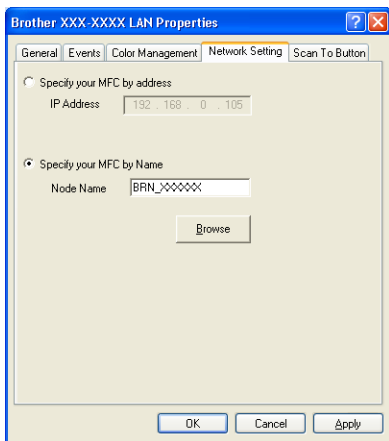 Brother XXX-XXXX LAN Properties
General Events Color Management Network Setting Scan To Button
Specify your MFC by address
IP Address 192 . 168 . 0 . 105
Specify your MFC by Name
Node Name BRN_XXXXXX
Browse
OK Cancel Apply